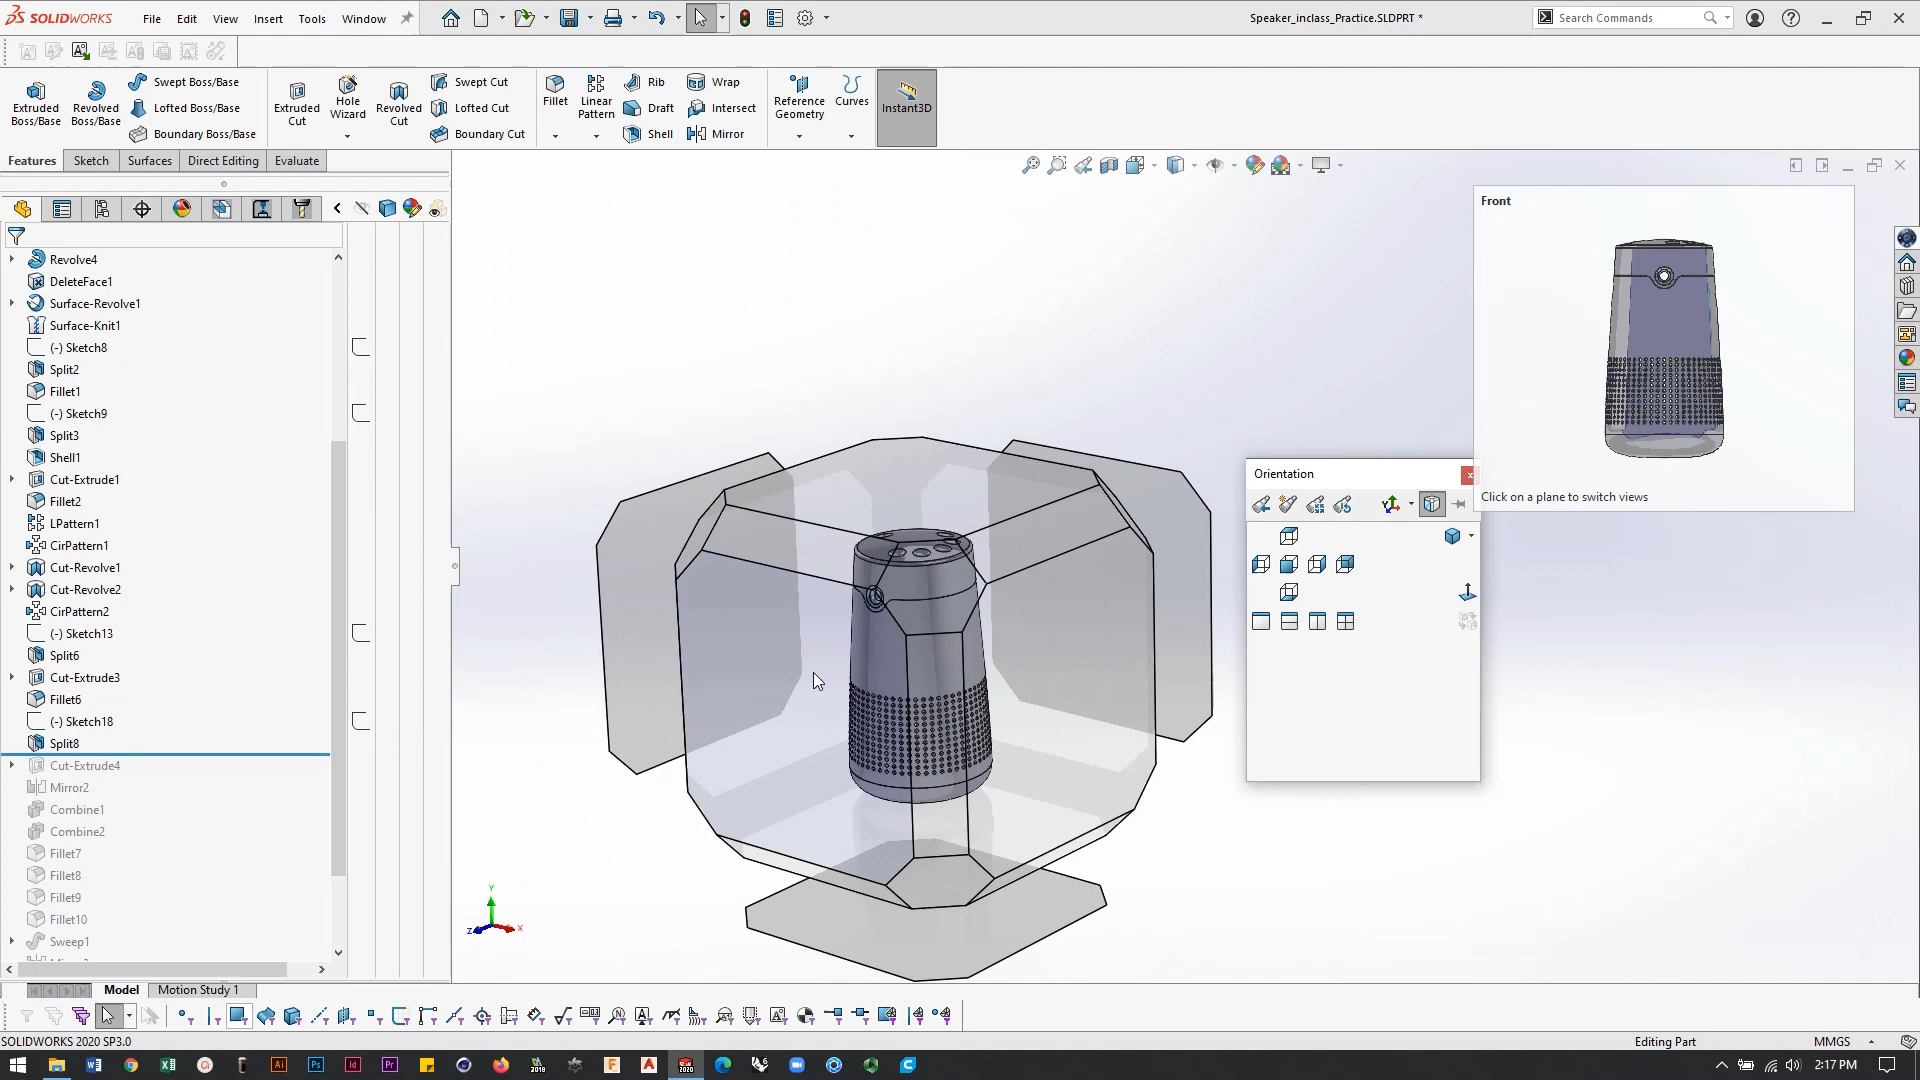 SOLIDWORKS File Edit View Insert Tools Window Speaker_inclass_Practice.SLDPRT * Search Commands
Extruded Boss/Base
Revolved Boss/Base
Swept Boss/Base
Lofted Boss/Base
Boundary Boss/Base
Extruded Cut
Hole Wizard
Revolved Cut
Swept Cut
Lofted Cut
Boundary Cut
Fillet
Linear Pattern
Rib
Draft
Shell
Wrap
Intersect
Mirror
Reference Geometry
Curves
Instant3D
Features Sketch Surfaces Direct Editing Evaluate
Revolve4
DeleteFace1
Surface-Revolve1
Surface-Knit1
(-) Sketch8
Split2
Fillet1
(-) Sketch9
Split3
Shell1
Cut-Extrude1
Fillet2
LPattern1
CirPattern1
Cut-Revolve1
Cut-Revolve2
CirPattern2
(-) Sketch13
Split6
Cut-Extrude3
Fillet6
(-) Sketch18
Split8
Cut-Extrude4
Mirror2
Combine1
Combine2
Fillet7
Fillet8
Fillet9
Fillet10
Sweep1
Front
Click on a plane to switch views
Orientation
Y
Z
X
Model Motion Study 1
SOLIDWORKS 2020 SP3.0 Editing Part MMGS
2:17 PM